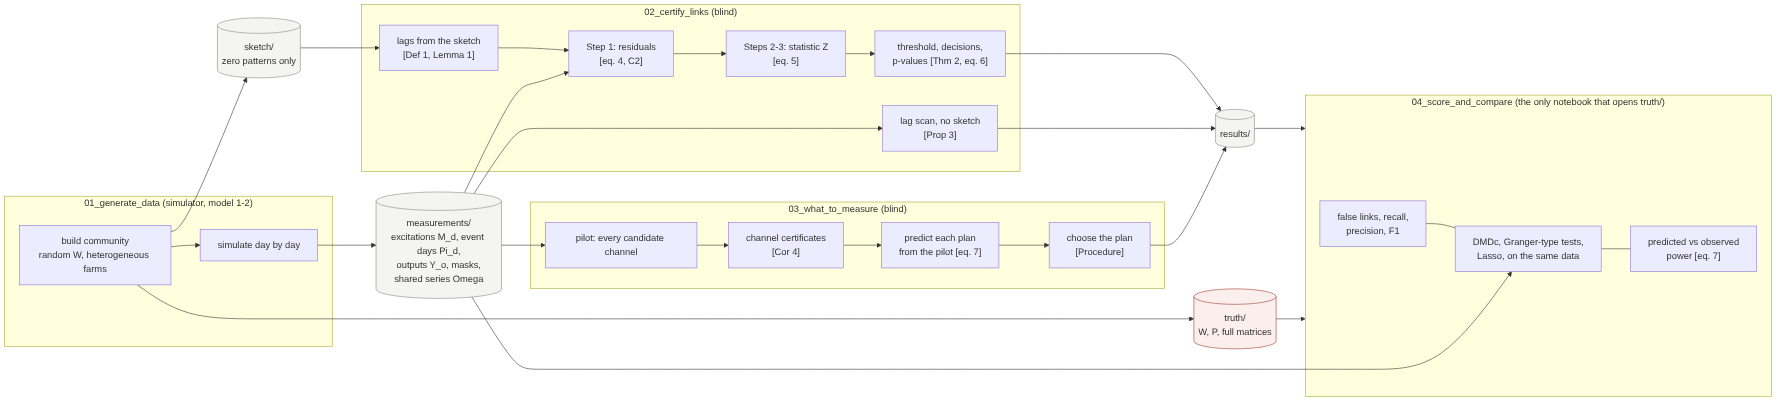 sketch/
zero patterns only
02_certify_links (blind)
lags from the sketch
[Def 1, Lemma 1]
Step 1: residuals
[eq. 4, C2]
Steps 2-3: statistic Z
[eq. 5]
threshold, decisions,
p-values [Thm 2, eq. 6]
lag scan, no sketch
[Prop 3]
results/
01_generate_data (simulator, model 1-2)
build community
random W, heterogeneous
farms
simulate day by day
measurements/
excitations M_d, event
days Pi_d,
outputs Y_o, masks,
shared series Omega
03_what_to_measure (blind)
pilot: every candidate
channel
channel certificates
[Cor 4]
predict each plan
from the pilot [eq. 7]
choose the plan
[Procedure]
truth/
W, P, full matrices
04_score_and_compare (the only notebook that opens truth/)
false links, recall,
precision, F1
DMDc, Granger-type tests,
Lasso, on the same data
predicted vs observed
power [eq. 7]